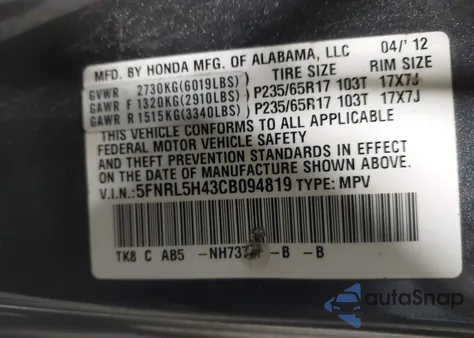 MFD. BY HONDA MFG. OF ALABAMA, LLC 04/'12
GVWR 2730KG(6019LBS) TIRE SIZE RIM SIZE
GAWR F 1320KG(2910LBS) P235/65R17 103T 17X7J
GAWR R 1515KG(3340LBS) P235/65R17 103T 17X7J
THIS VEHICLE CONFORMS TO ALL APPLICABLE
FEDERAL MOTOR VEHICLE SAFETY
AND THEFT PREVENTION STANDARDS IN EFFECT
ON THE DATE OF MANUFACTURE SHOWN ABOVE.
V.I.N: 5FNRL5H43CB094819 TYPE: MPV
TK8 C AB5 -B -B
autoSnap